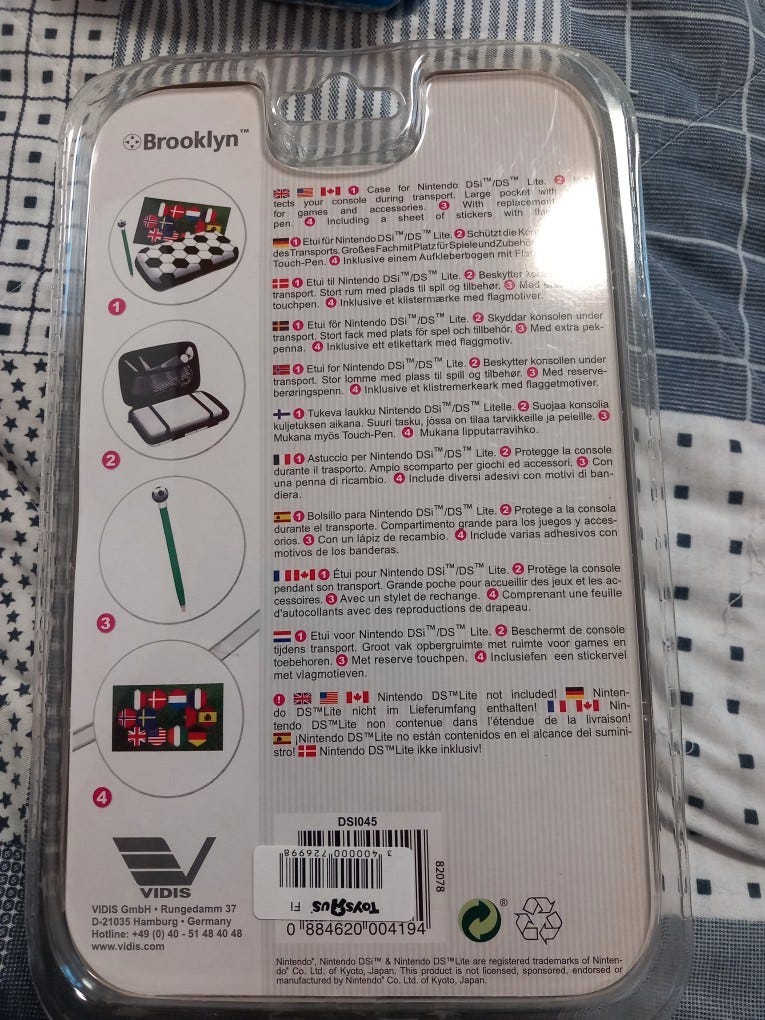 Brooklyn™
1
2
3
4
1 Case for Nintendo DSi™/DS™ Lite. 2
tects your console during transport. Large pocket with
for games and accessories. 3 With replacement
pen. 4 Including a sheet of stickers with
1 Etui für Nintendo DSi™/DS™ Lite. 2 Schützt die
des Transports. Großes Fach mit Platz für Spiele und Zubehör.
Touch-Pen. 4 Inklusive einem Aufkleberbogen mit
1 Etui til Nintendo DSi™/DS™ Lite. 2 Beskytter
transport. Stort rum med plads til spil og tilbehør. 3 Med
touchpen. 4 Inklusive et klistermærke med flagmotiver.
1 Etui för Nintendo DSi™/DS™ Lite. 2 Skyddar konsolen under
transport. Stort fack med plats för spel och tillbehör. 3 Med extra pek-
penna. 4 Inklusive ett etikettark med flaggmotiv.
1 Etui for Nintendo DSi™/DS™ Lite. 2 Beskytter konsollen under
transport. Stor lomme med plass til spill og tilbehør. 3 Med reserve-
berøringspenn. 4 Inklusive en klistremerkeark med flaggetmotiver.
1 Tukeva laukku Nintendo DSi™/DS™ Litelle. 2 Suojaa konsolia
kuljetuksen aikana. Suuri tasku, jossa on tilaa tarvikkeille ja peleille. 3
Mukana myös Touch-Pen. 4 Mukana lipputarravihko.
1 Astuccio per Nintendo DSi™/DS™ Lite. 2 Protegge la console
durante il trasporto. Ampio scomparto per giochi ed accessori. 3 Con
una penna di ricambio. 4 Include diversi adesivi con motivi di ban-
diera.
1 Bolsillo para Nintendo DSi™/DS™ Lite. 2 Protege a la consola
durante el transporte. Compartimento grande para los juegos y acces-
orios. 3 Con un lápiz de recambio. 4 Include varias adhesivos con
motivos de los banderas.
1 Étui pour Nintendo DSi™/DS™ Lite. 2 Protège la console
pendant son transport. Grande poche pour accueillir des jeux et les ac-
cessoires. 3 Avec un stylet de rechange. 4 Comprenant une feuille
d'autocollants avec des reproductions de drapeau.
1 Etui voor Nintendo DSi™/DS™ Lite. 2 Beschermt de console
tijdens transport. Groot vak opbergruimte met ruimte voor games en
toebehoren. 3 Met reserve touchpen. 4 Inclusiefen een stickervel
met vlagmotieven.
! Nintendo DS™Lite not included! Ninten-
do DS™Lite nicht im Lieferumfang enthalten! Nin-
tendo DS™Lite non contenue dans l'étendue de la livraison!
¡Nintendo DS™Lite no están contenidos en el alcance del sumini-
stro! Nintendo DS™Lite ikke inklusiv!
VIDIS
VIDIS GmbH • Rungedamm 37
D-21035 Hamburg • Germany
Hotline: +49 (0) 40 - 51 48 40 48
www.vidis.com
DSI045
82078
3 400000 726998
FI
TOYS"R"US
0 884620 004194
®
Nintendo®, Nintendo DSi™ & Nintendo DS™Lite are registered trademarks of Ninten-
do® Co. Ltd. of Kyoto, Japan. This product is not licensed, sponsored, endorsed or
manufactured by Nintendo® Co. Ltd. of Kyoto, Japan.